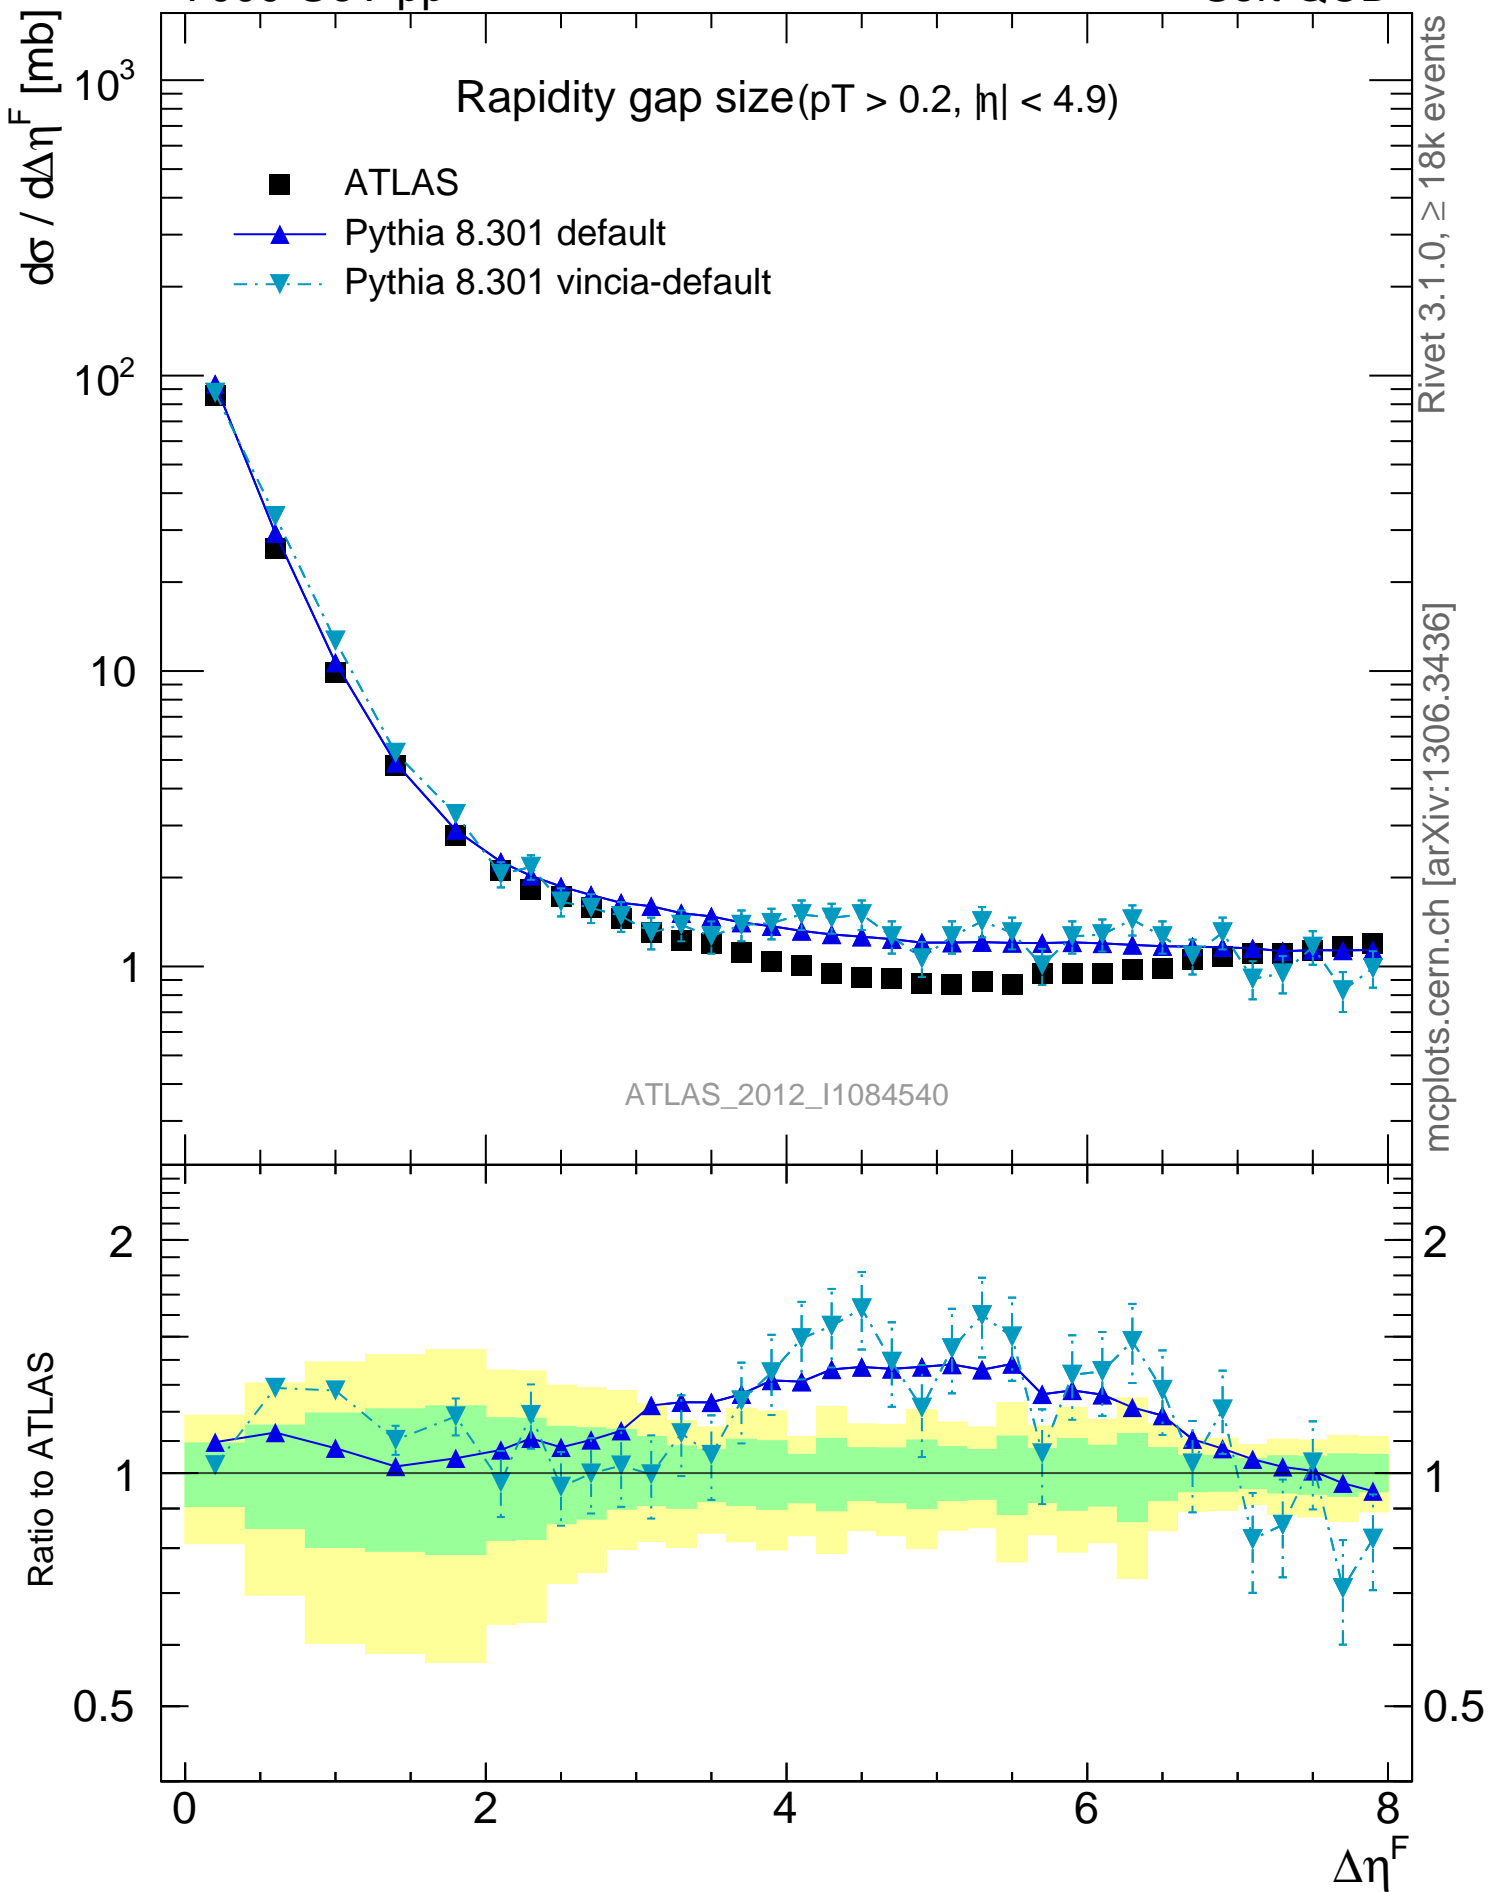 dσ / dΔη^F [mb]
10^3
10^2
10
1
Rapidity gap size (pT > 0.2, |η| < 4.9)
ATLAS
Pythia 8.301 default
Pythia 8.301 vincia-default
ATLAS_2012_I1084540
Rivet 3.1.0, ≥ 18k events
mcplots.cern.ch [arXiv:1306.3436]
Ratio to ATLAS
2
1
0.5
2
1
0.5
0 2 4 6 8
Δη^F